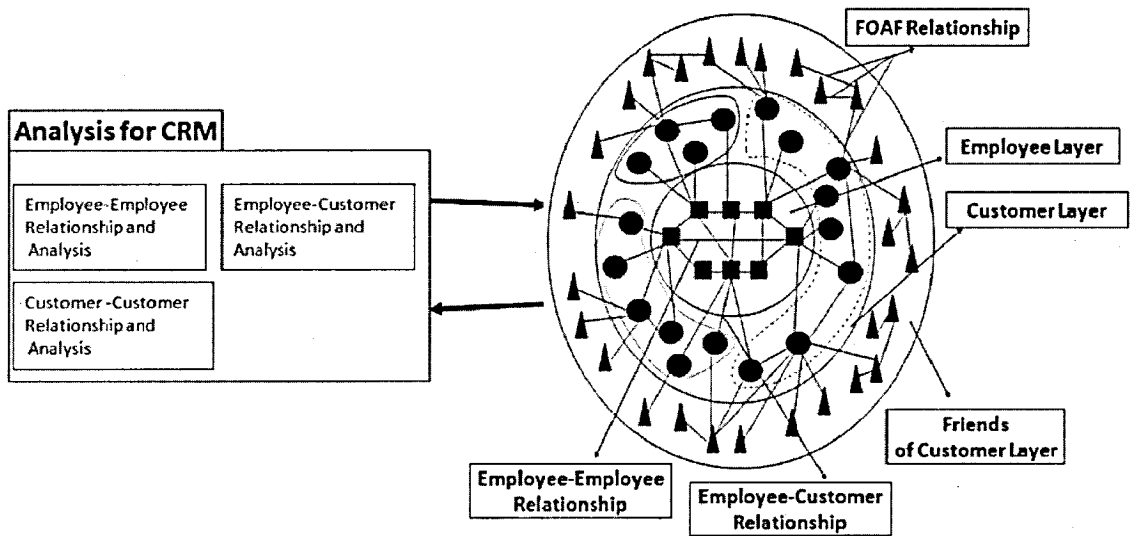 Analysis for CRM
Employee-Employee
Relationship and
Analysis
Employee-Customer
Relationship and
Analysis
Customer -Customer
Relationship and
Analysis
FOAF Relationship
Employee Layer
Customer Layer
Friends
of Customer Layer
Employee-Employee
Relationship
Employee-Customer
Relationship